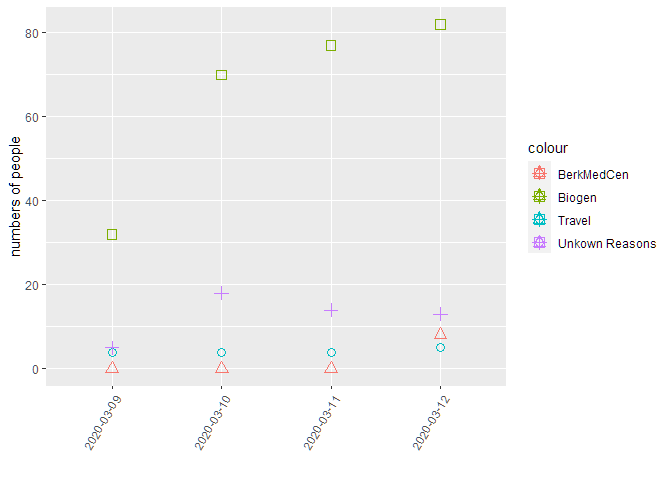 80
60
40
20
0
numbers of people
2020-03-09
2020-03-10
2020-03-11
2020-03-12
colour
BerkMedCen
Biogen
Travel
Unkown Reasons